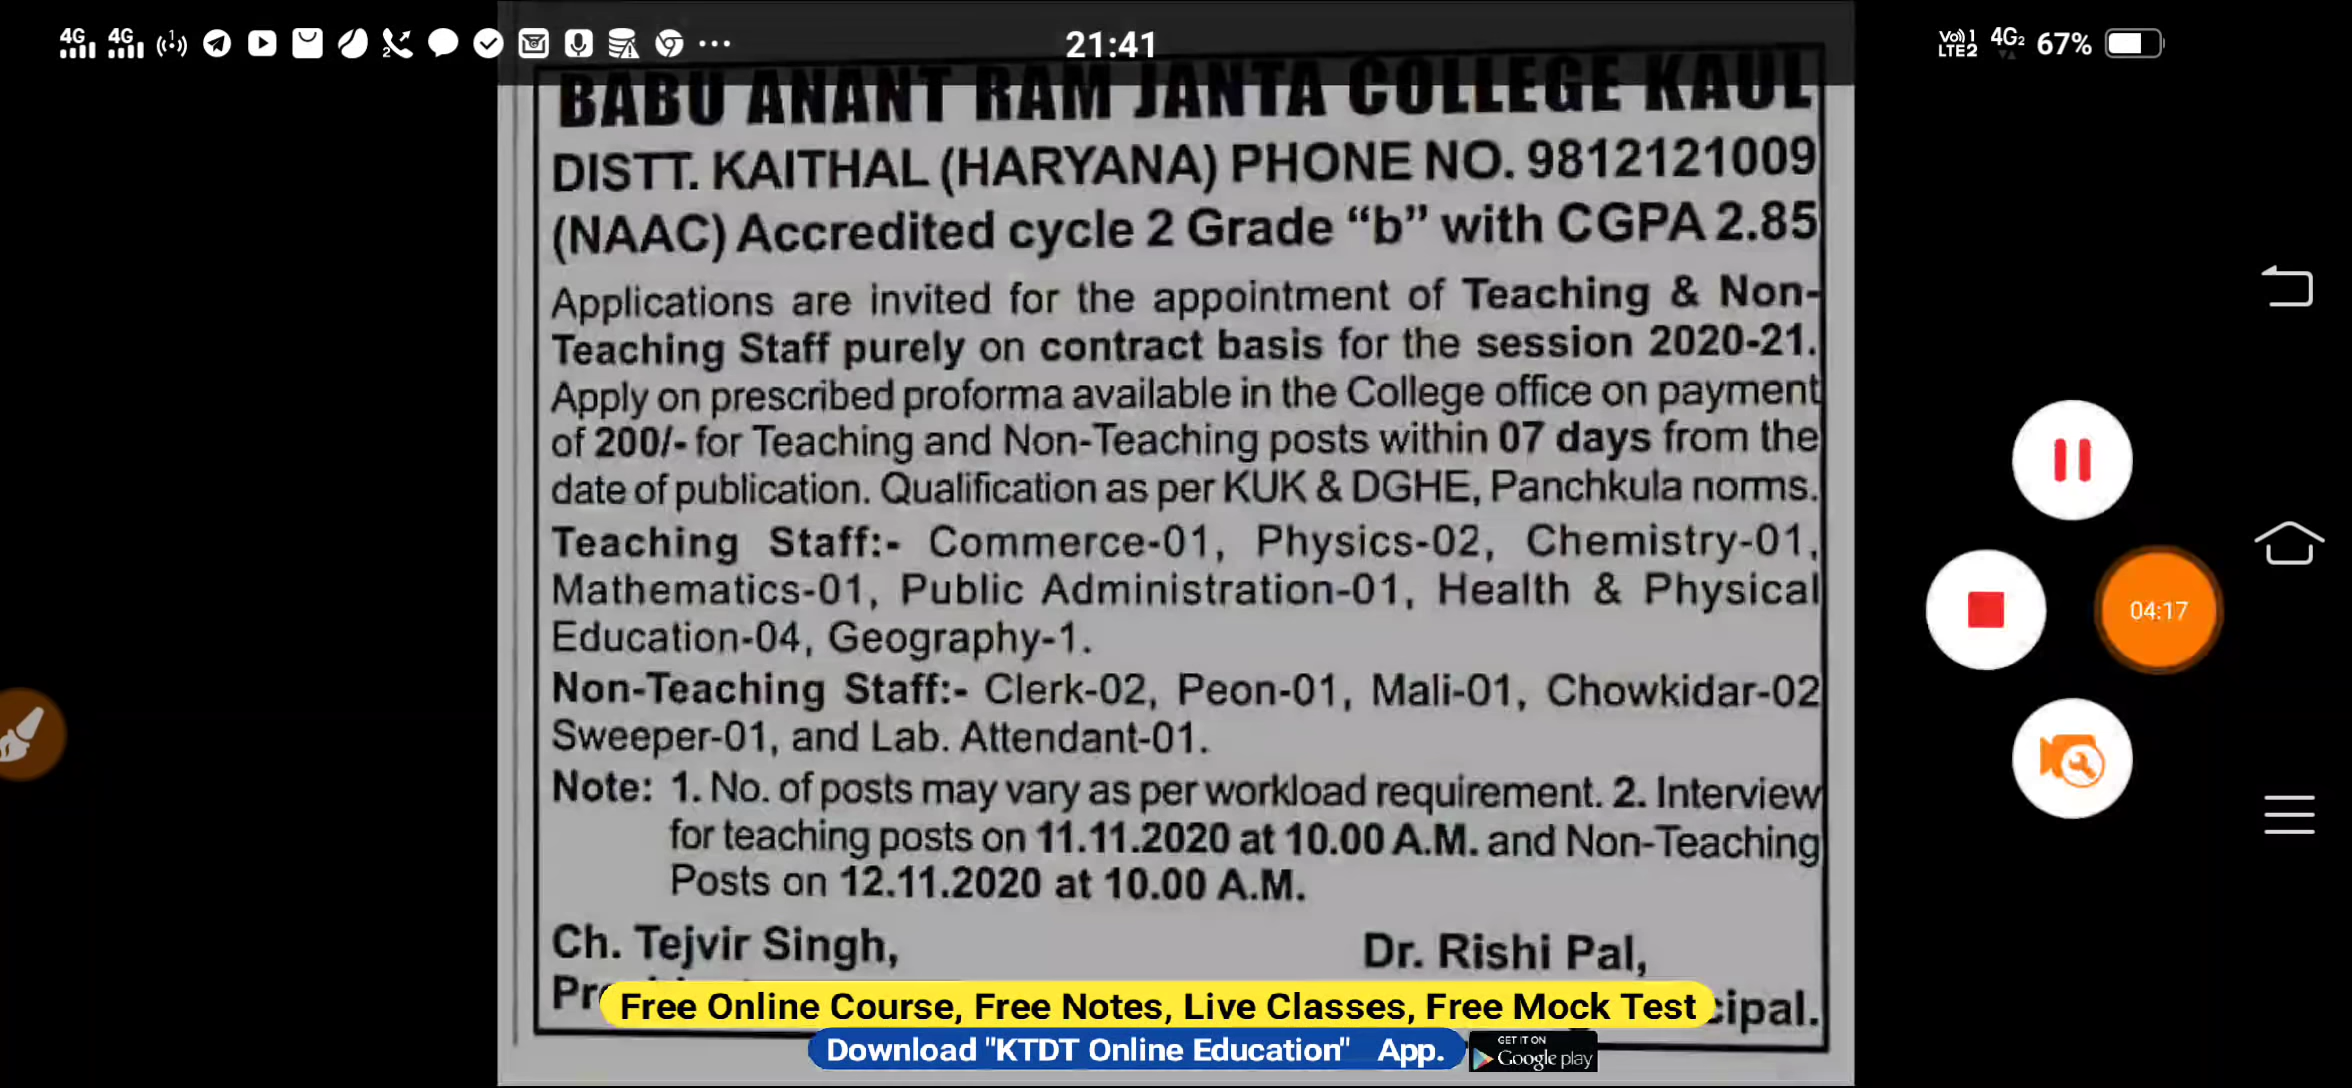 4G 4G 21:41 Vo) 1 LTE2 4G2 67%
BABU ANANT RAM JANTA COLLEGE KAUL
DISTT. KAITHAL (HARYANA) PHONE NO. 9812121009
(NAAC) Accredited cycle 2 Grade “b” with CGPA 2.85
Applications are invited for the appointment of Teaching & Non-
Teaching Staff purely on contract basis for the session 2020-21.
Apply on prescribed proforma available in the College office on payment
of 200/- for Teaching and Non-Teaching posts within 07 days from the
date of publication. Qualification as per KUK & DGHE, Panchkula norms.
Teaching Staff:- Commerce-01, Physics-02, Chemistry-01,
Mathematics-01, Public Administration-01, Health & Physical
Education-04, Geography-1.
Non-Teaching Staff:- Clerk-02, Peon-01, Mali-01, Chowkidar-02
Sweeper-01, and Lab. Attendant-01.
Note: 1. No. of posts may vary as per workload requirement. 2. Interview
for teaching posts on 11.11.2020 at 10.00 A.M. and Non-Teaching
Posts on 12.11.2020 at 10.00 A.M.
Ch. Tejvir Singh, Dr. Rishi Pal,
Free Online Course, Free Notes, Live Classes, Free Mock Test
Download "KTDT Online Education" App. GET IT ON Google play
04:17